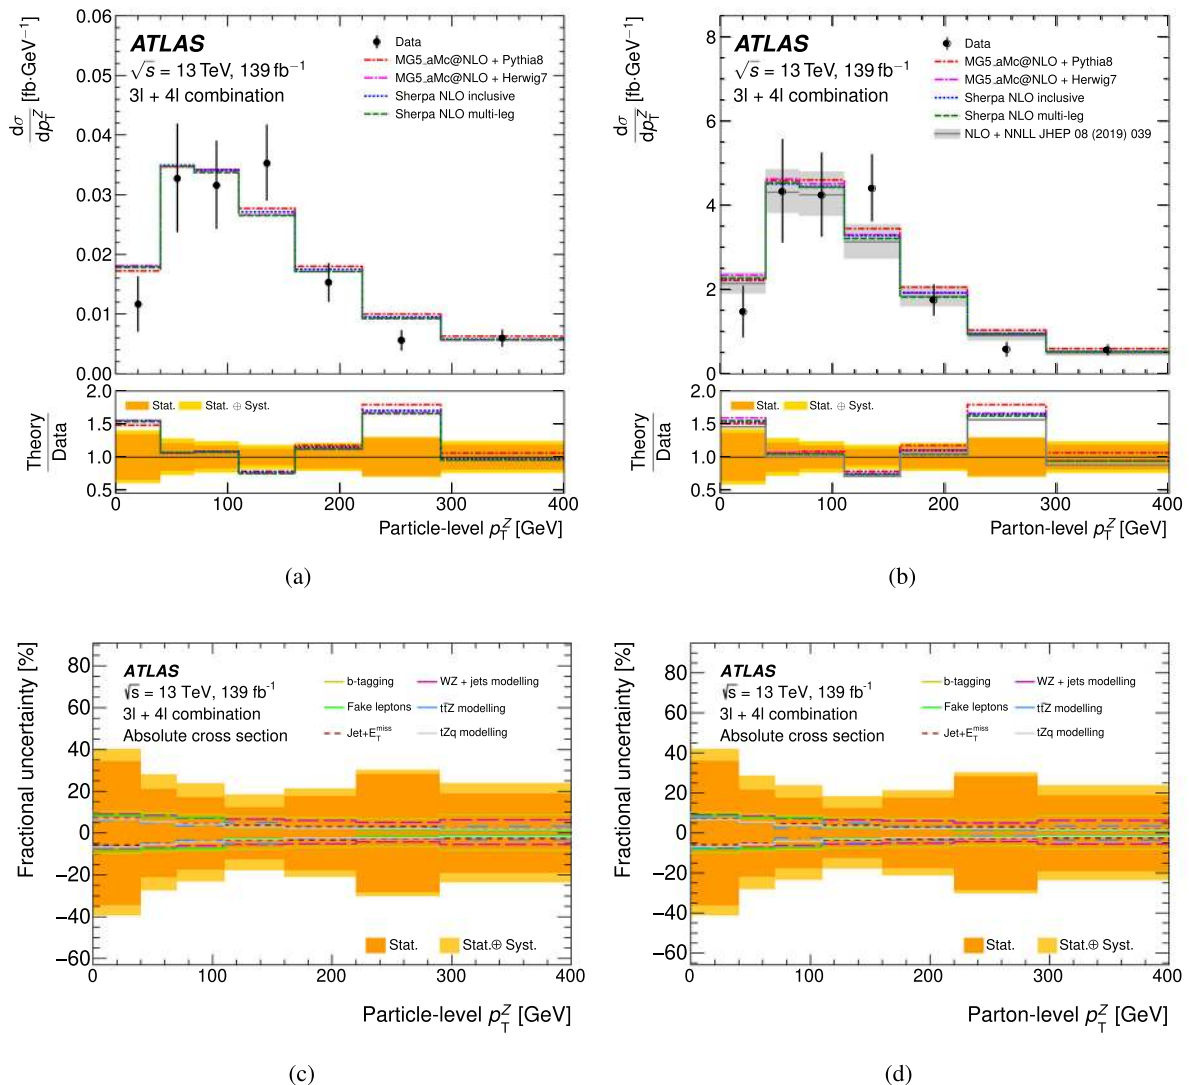 ATLAS
√s = 13 TeV, 139 fb⁻¹
3l + 4l combination
Data
MG5_aMc@NLO + Pythia8
MG5_aMc@NLO + Herwig7
Sherpa NLO inclusive
Sherpa NLO multi-leg
dσ/dp_T^Z [fb·GeV⁻¹]
0.06
0.05
0.04
0.03
0.02
0.01
0.00
Stat. Stat. ⊕ Syst.
Theory/Data
2.0
1.5
1.0
0.5
0 100 200 300 400
Particle-level p_T^Z [GeV]
(a)
ATLAS
√s = 13 TeV, 139 fb⁻¹
3l + 4l combination
Data
MG5_aMc@NLO + Pythia8
MG5_aMc@NLO + Herwig7
Sherpa NLO inclusive
Sherpa NLO multi-leg
NLO + NNLL JHEP 08 (2019) 039
dσ/dp_T^Z [fb·GeV⁻¹]
8
6
4
2
0
Stat. Stat. ⊕ Syst.
Theory/Data
2.0
1.5
1.0
0.5
0 100 200 300 400
Parton-level p_T^Z [GeV]
(b)
ATLAS
√s = 13 TeV, 139 fb⁻¹
3l + 4l combination
Absolute cross section
b-tagging WZ + jets modelling
Fake leptons tt̄Z modelling
Jet+E_T^miss tZq modelling
Fractional uncertainty [%]
80
60
40
20
0
−20
−40
−60
Stat. Stat.⊕ Syst.
0 100 200 300 400
Particle-level p_T^Z [GeV]
(c)
ATLAS
√s = 13 TeV, 139 fb⁻¹
3l + 4l combination
Absolute cross section
b-tagging WZ + jets modelling
Fake leptons tt̄Z modelling
Jet+E_T^miss tZq modelling
Fractional uncertainty [%]
80
60
40
20
0
−20
−40
−60
Stat. Stat.⊕ Syst.
0 100 200 300 400
Parton-level p_T^Z [GeV]
(d)